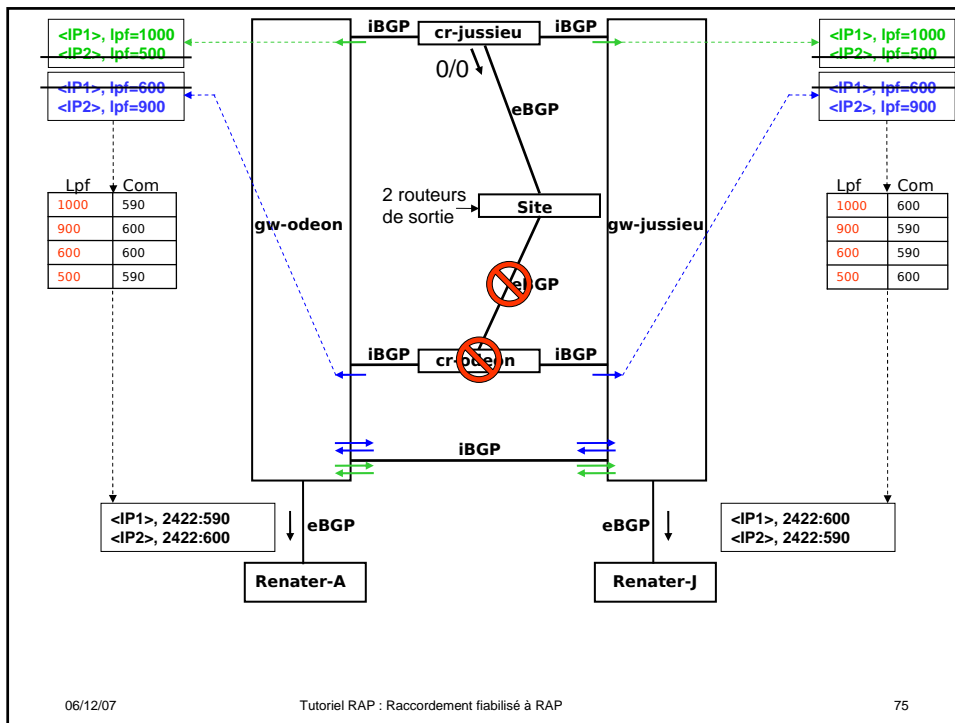 <IP1>, lpf=1000
<IP2>, lpf=500
<IP1>, lpf=600
<IP2>, lpf=900
iBGP
cr-jussieu
iBGP
<IP1>, lpf=1000
<IP2>, lpf=500
<IP1>, lpf=600
<IP2>, lpf=900
0/0
eBGP
Lpf Com
1000 590
900 600
600 600
500 590
gw-odeon
2 routeurs
de sortie
Site
gw-jussieu
Lpf Com
1000 600
900 590
600 590
500 600
eBGP
iBGP
cr-odeon
iBGP
iBGP
<IP1>, 2422:590
<IP2>, 2422:600
eBGP
eBGP
<IP1>, 2422:600
<IP2>, 2422:590
Renater-A
Renater-J
06/12/07
Tutoriel RAP : Raccordement fiabilisé à RAP
75